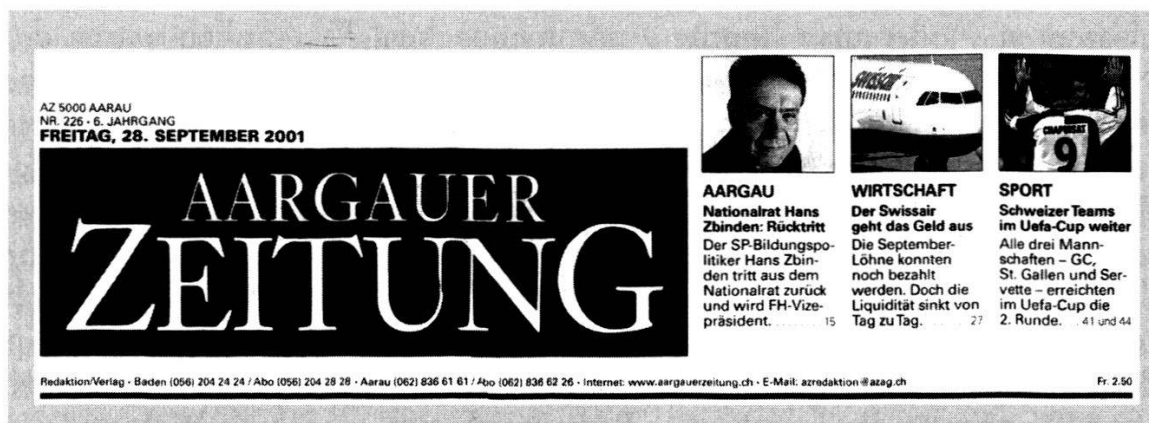 AZ 5000 AARAU
NR. 226 · 6. JAHRGANG
FREITAG, 28. SEPTEMBER 2001
AARGAUER
ZEITUNG
swissair
CHAPUISAT
9
AARGAU
Nationalrat Hans
Zbinden: Rücktritt
Der SP-Bildungspo-
litiker Hans Zbin-
den tritt aus dem
Nationalrat zurück
und wird FH-Vize-
präsident. 15
WIRTSCHAFT
Der Swissair
geht das Geld aus
Die September-
Löhne konnten
noch bezahlt
werden. Doch die
Liquidität sinkt von
Tag zu Tag. 27
SPORT
Schweizer Teams
im Uefa-Cup weiter
Alle drei Mann-
schaften – GC,
St. Gallen und Ser-
vette – erreichten
im Uefa-Cup die
2. Runde. 41 und 44
Redaktion/Verlag · Baden (056) 204 24 24 / Abo (056) 204 28 28 · Aarau (062) 836 61 61 / Abo (062) 836 62 26 · Internet: www.aargauerzeitung.ch · E-Mail: azredaktion@azag.ch Fr. 2.50